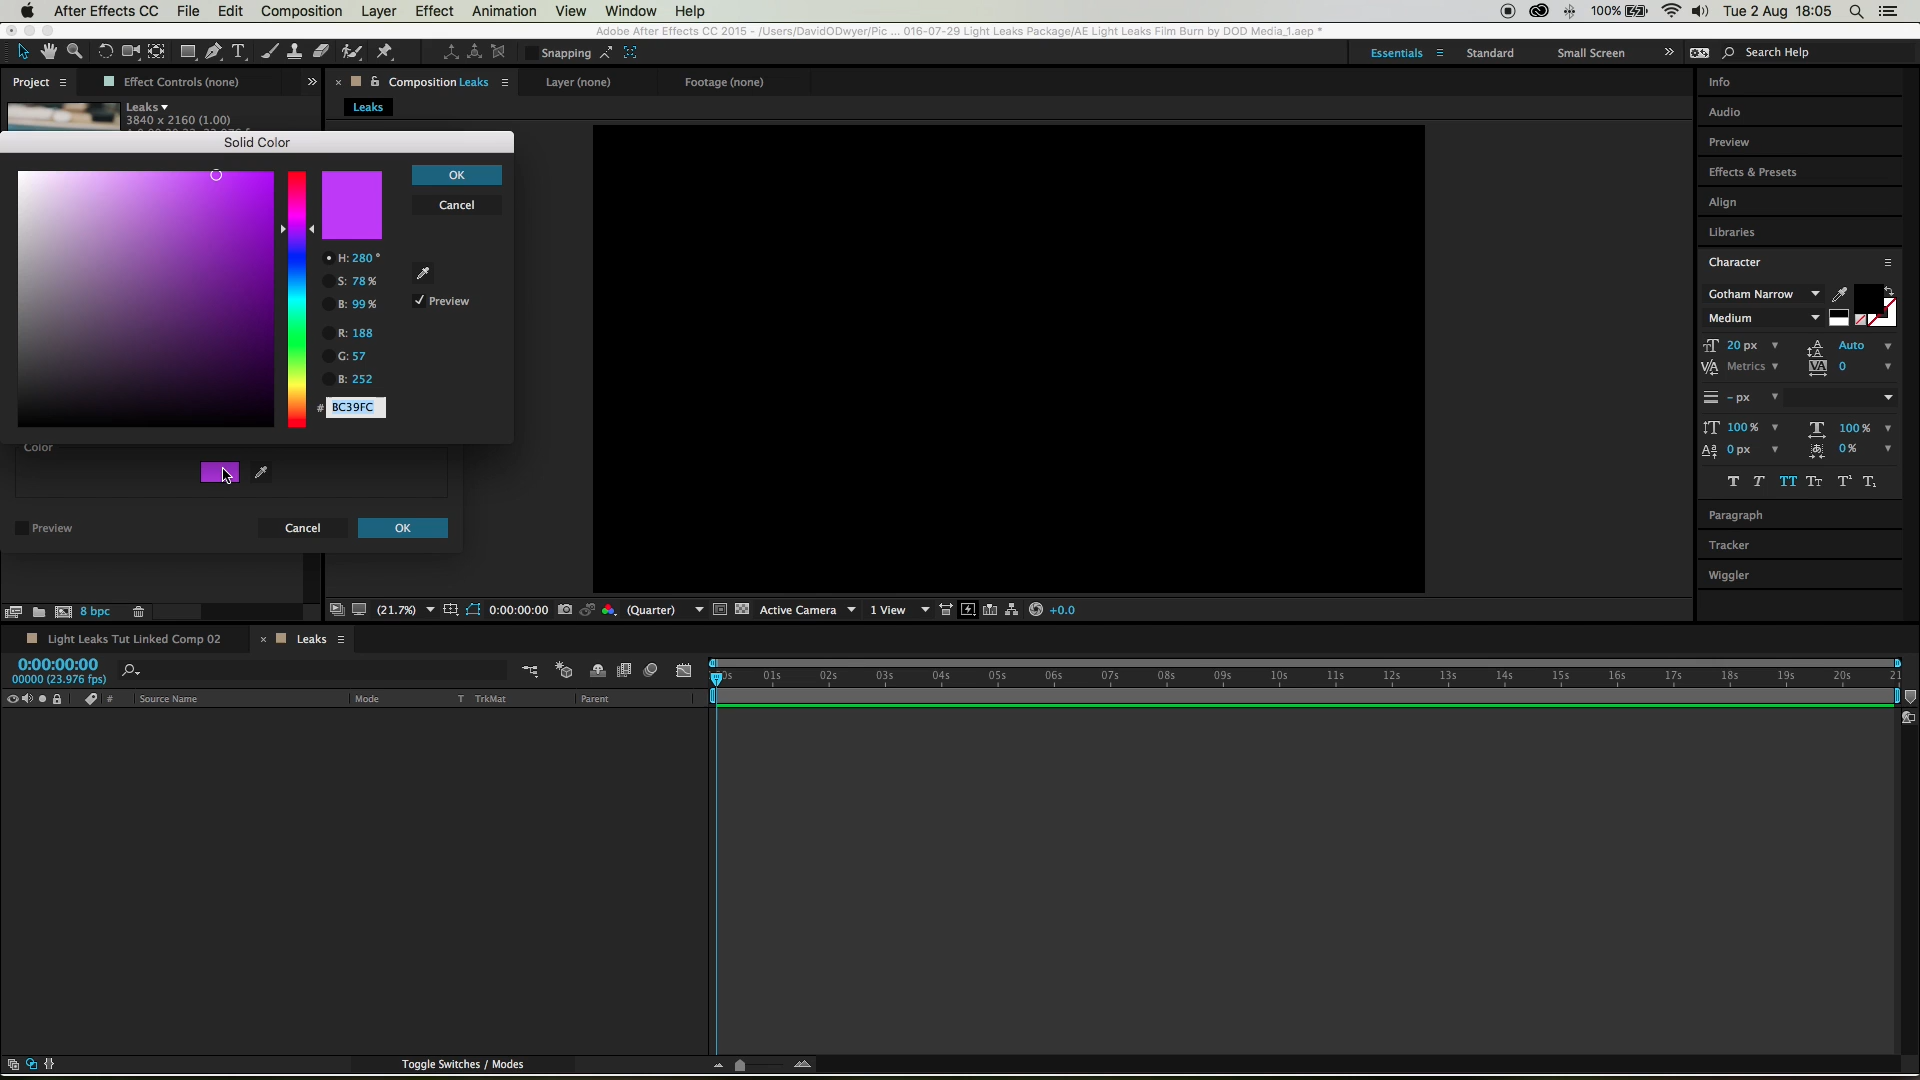 After Effects CC File Edit Composition Layer Effect Animation View Window Help 100% Tue 2 Aug 18:05
Adobe After Effects CC 2015 - /Users/DavidODwyer/Pic ... 016-07-29 Light Leaks Package/AE Light Leaks Film Burn by DOD Media_1.aep *
Snapping Essentials Standard Small Screen Search Help
Project Effect Controls (none) Composition Leaks Layer (none) Footage (none) Info
Leaks
3840 x 2160 (1.00)
Leaks
Audio
Preview
Effects & Presets
Align
Libraries
Character
Gotham Narrow
Medium
20 px Auto
Metrics 0
- px
100 % 100 %
0 px 0 %
T T TT Tt T¹ T₁
Paragraph
Tracker
Wiggler
Solid Color
OK
Cancel
H: 280 °
S: 78 %
B: 99 %
Preview
R: 188
G: 57
B: 252
# BC39FC
Color
Preview Cancel OK
8 bpc (21.7%) 0:00:00:00 (Quarter) Active Camera 1 View +0.0
Light Leaks Tut Linked Comp 02 Leaks
0:00:00:00
00000 (23.976 fps)
01s 02s 03s 04s 05s 06s 07s 08s 09s 10s 11s 12s 13s 14s 15s 16s 17s 18s 19s 20s 21
# Source Name Mode T TrkMat Parent
Toggle Switches / Modes